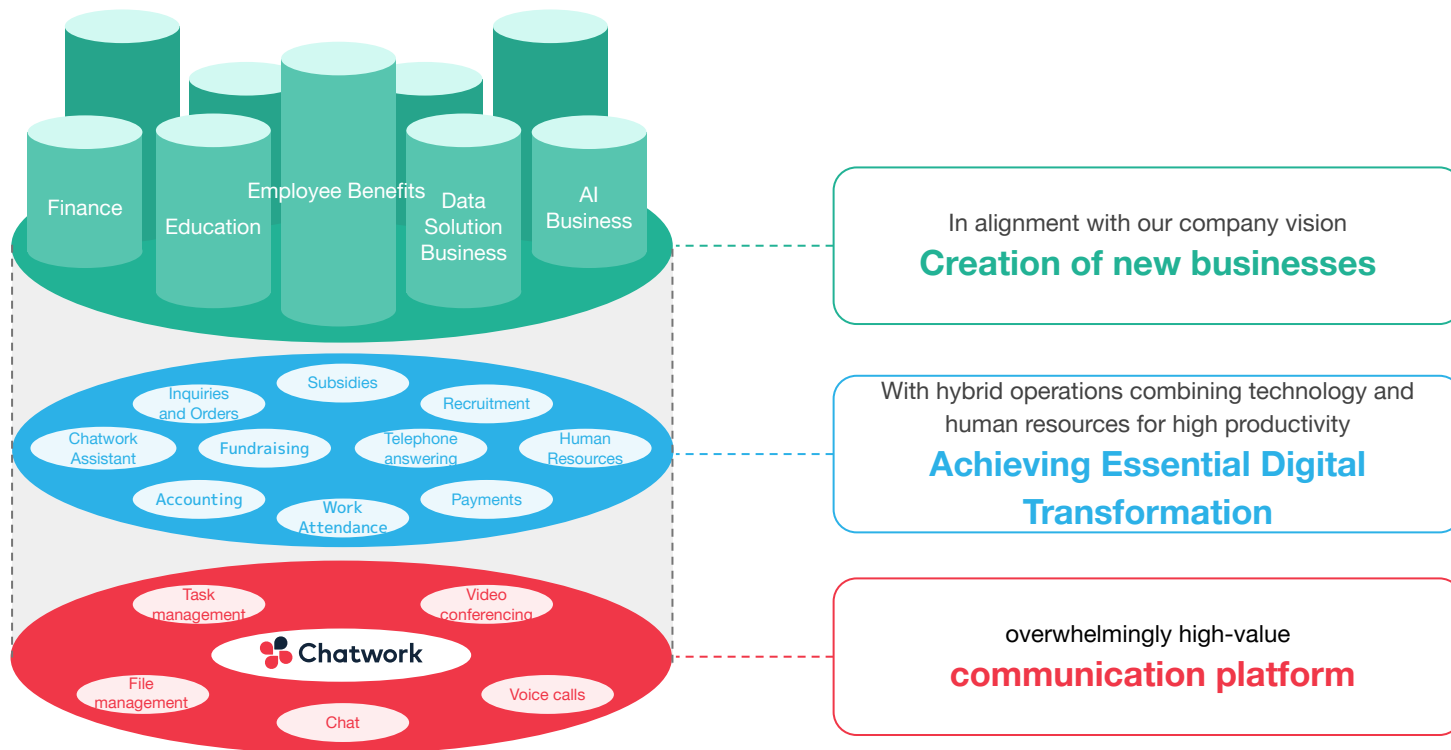 Finance
Education
Employee Benefits
Data
Solution
Business
AI
Business
In alignment with our company vision
Creation of new businesses
Subsidies
Inquiries
and Orders
Recruitment
Chatwork
Assistant
Fundraising
Telephone
answering
Human
Resources
Accounting
Work
Attendance
Payments
With hybrid operations combining technology and
human resources for high productivity
Achieving Essential Digital
Transformation
Task
management
Video
conferencing
Chatwork
File
management
Chat
Voice calls
overwhelmingly high-value
communication platform